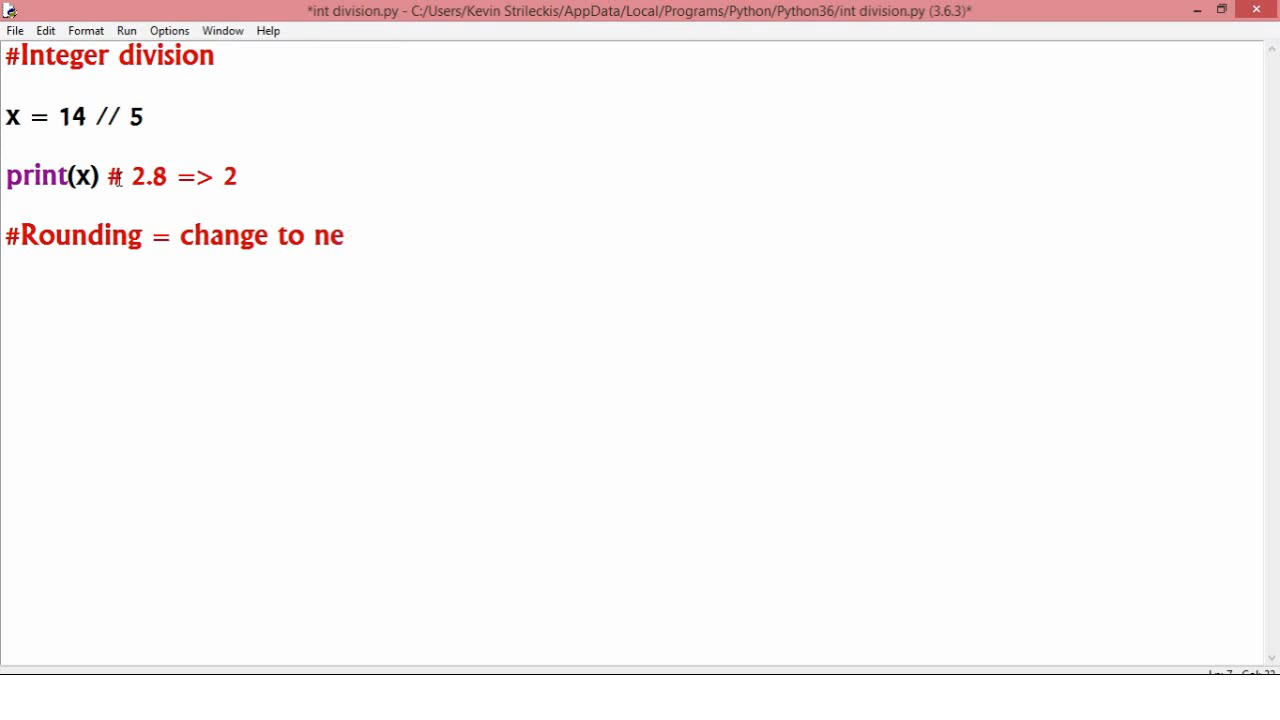 *int division.py - C:/Users/Kevin Strileckis/AppData/Local/Programs/Python/Python36/int division.py (3.6.3)*
File Edit Format Run Options Window Help
#Integer division
x = 14 // 5
print(x) # 2.8 => 2
#Rounding = change to ne